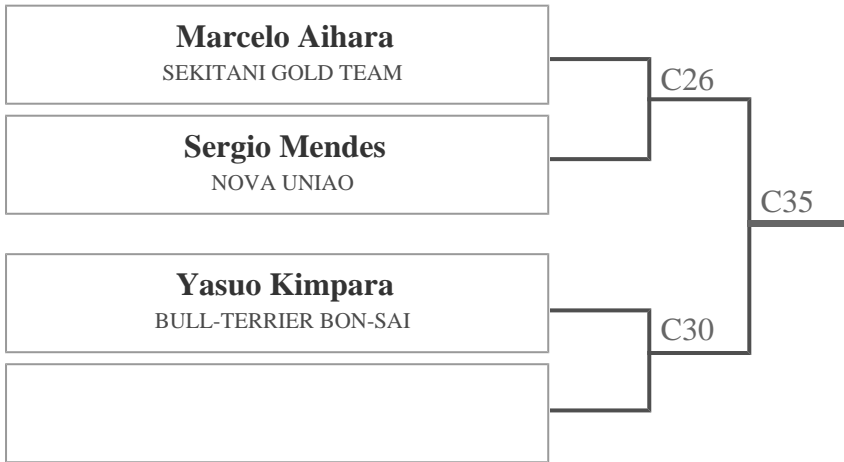 Marcelo Aihara
SEKITANI GOLD TEAM
C26
Sergio Mendes
NOVA UNIAO
C35
Yasuo Kimpara
BULL-TERRIER BON-SAI
C30